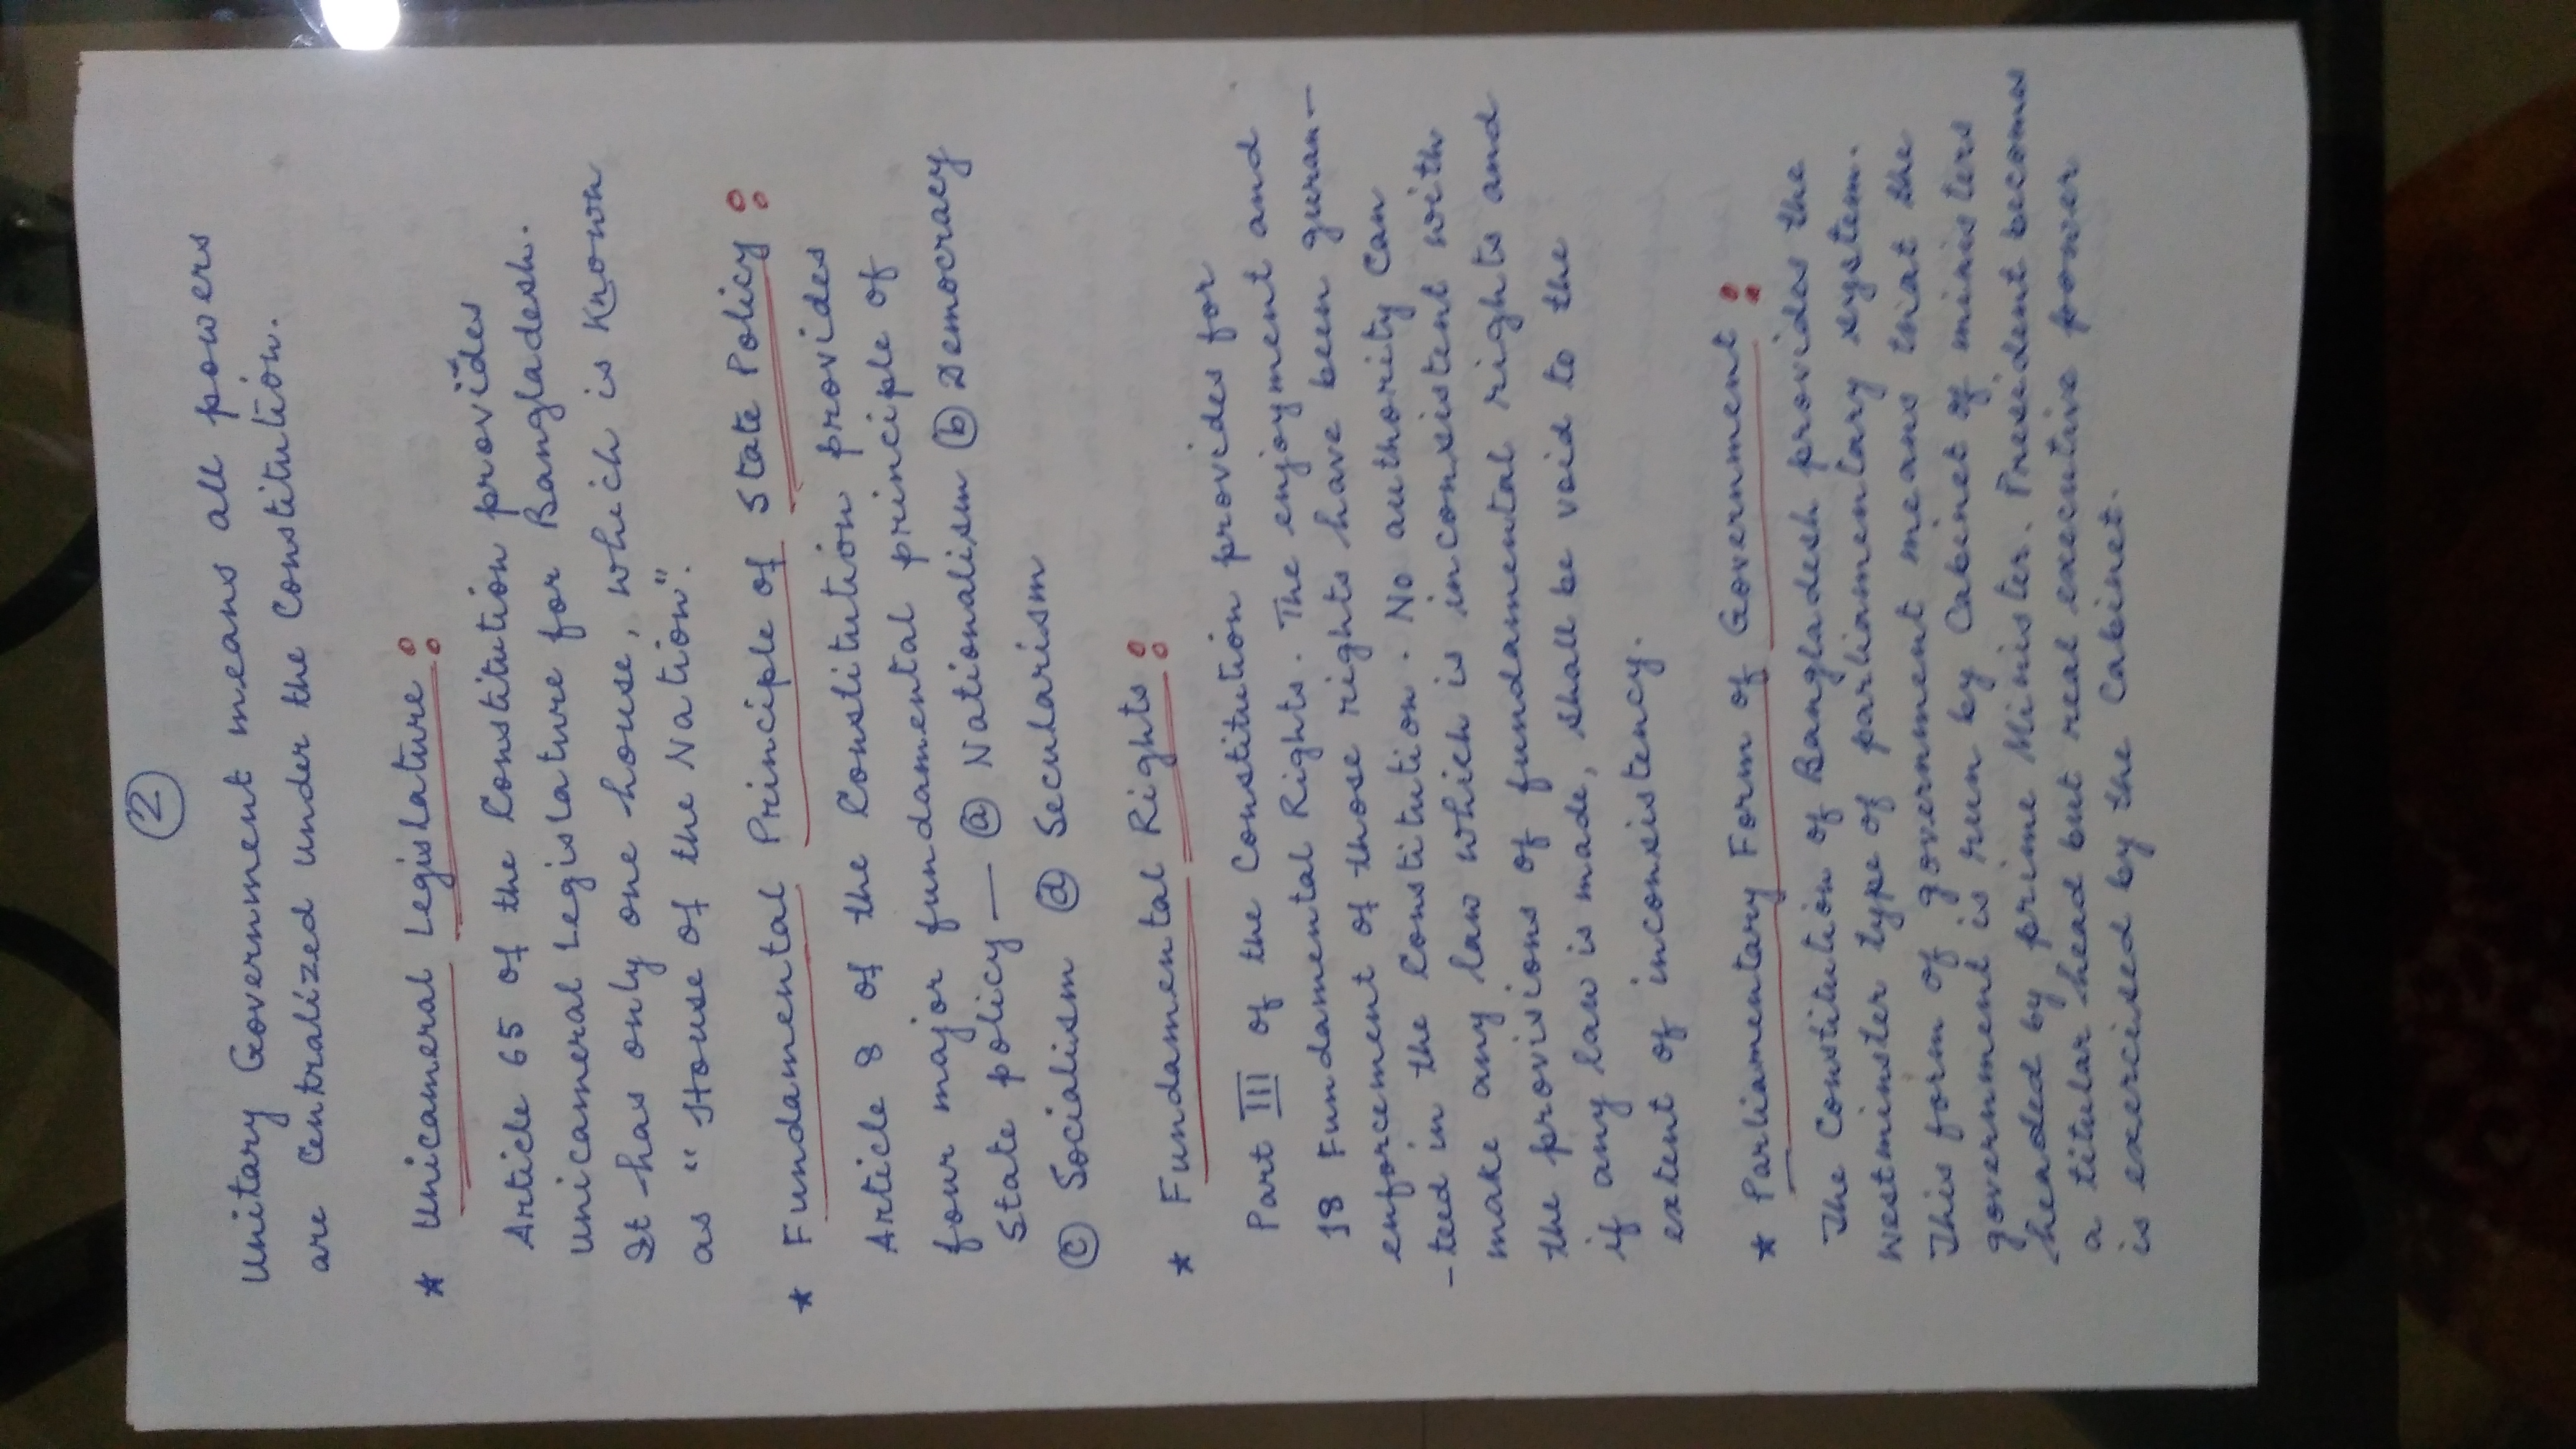 2
Unitary Government means all powers
are Centralized under the Constitution.
* Unicameral Legislature:
Article 65 of the Constitution provides
Unicameral Legislature for Bangladesh.
It has only one house, which is known
as "House of the Nation".
* Fundamental Principle of State Policy:
Article 8 of the Constitution provides
four major fundamental principle of
State policy — (a) Nationalism (b) Democracy
(c) Socialism (d) Secularism
* Fundamental Rights:
Part III of the Constitution provides for
18 Fundamental Rights. The enjoyment and
enforcement of those rights have been guran-
-teed in the Constitution. No authority can
make any law which is inconsistent with
the provisions of fundamental rights and
if any law is made, shall be void to the
extent of inconsistency.
* Parliamentary Form of Government:
The Constitution of Bangladesh provides the
westminster type of parliamentary system.
This form of government means that the
government is run by Cabinet of ministers
headed by prime Minister. President becomes
a titular head but real executive power
is exercised by the Cabinet.